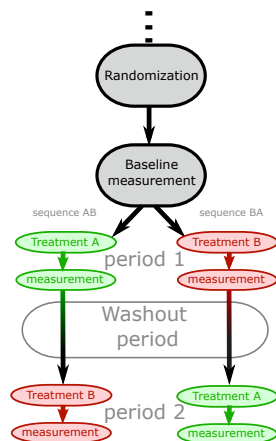 Randomization
Baseline
measurement
sequence AB
sequence BA
Treatment A
Treatment B
period 1
measurement
measurement
Washout
period
Treatment B
Treatment A
period 2
measurement
measurement